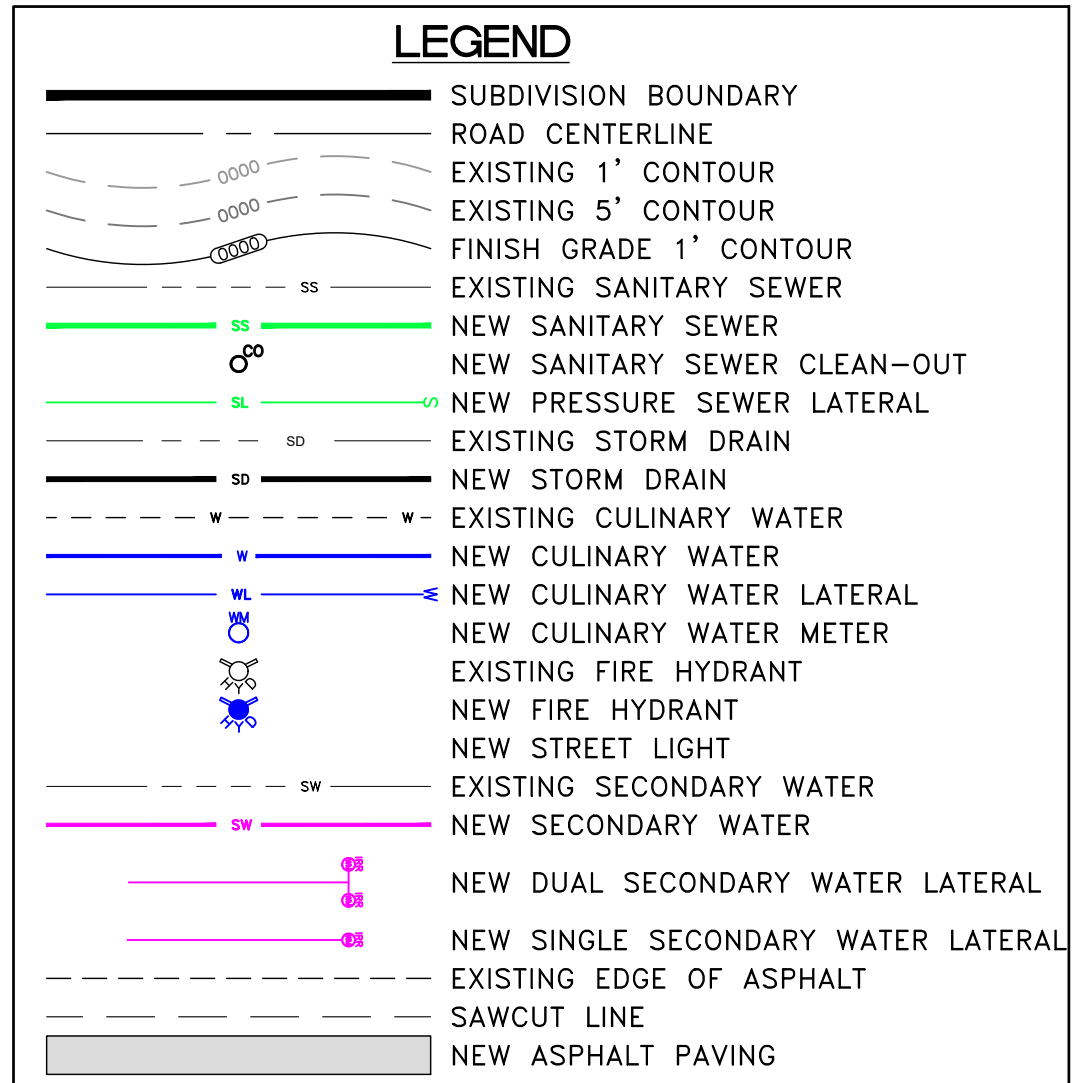 LEGEND
SUBDIVISION BOUNDARY
ROAD CENTERLINE
0000 EXISTING 1' CONTOUR
0000 EXISTING 5' CONTOUR
0000 FINISH GRADE 1' CONTOUR
SS EXISTING SANITARY SEWER
SS NEW SANITARY SEWER
CO NEW SANITARY SEWER CLEAN-OUT
SL S NEW PRESSURE SEWER LATERAL
SD EXISTING STORM DRAIN
SD NEW STORM DRAIN
W W EXISTING CULINARY WATER
W NEW CULINARY WATER
WL W NEW CULINARY WATER LATERAL
WM NEW CULINARY WATER METER
HYD EXISTING FIRE HYDRANT
HYD NEW FIRE HYDRANT
NEW STREET LIGHT
SW EXISTING SECONDARY WATER
SW NEW SECONDARY WATER
NEW DUAL SECONDARY WATER LATERAL
NEW SINGLE SECONDARY WATER LATERAL
EXISTING EDGE OF ASPHALT
SAWCUT LINE
NEW ASPHALT PAVING